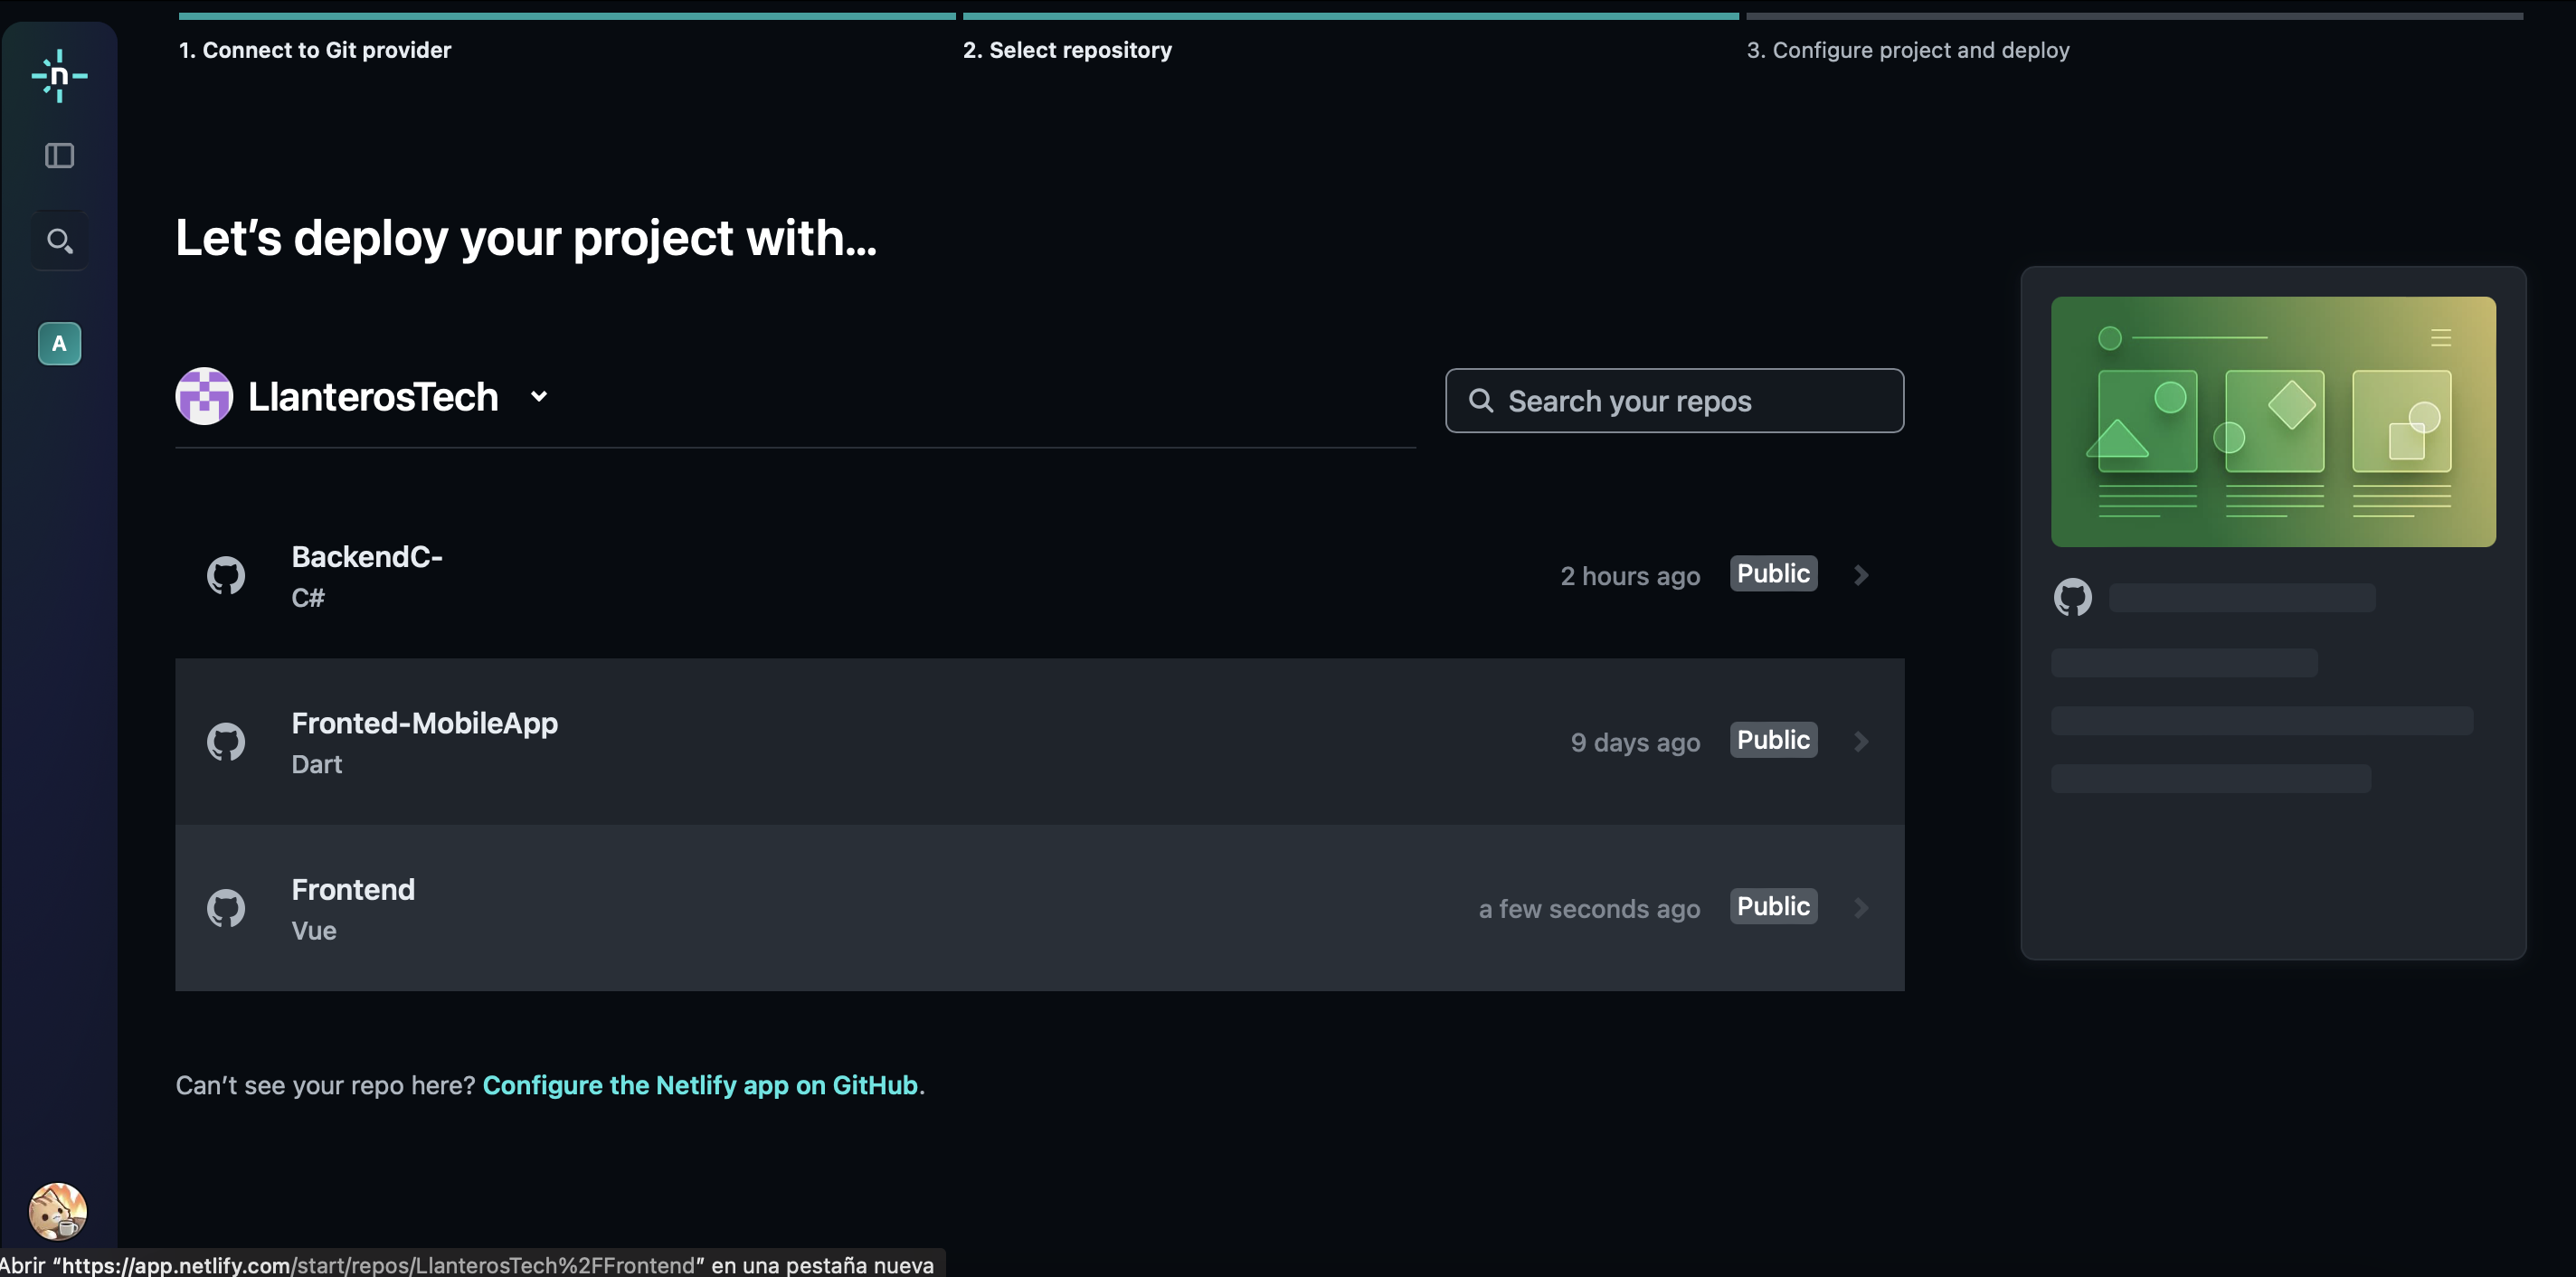 1. Connect to Git provider
2. Select repository
3. Configure project and deploy
n
A
Let’s deploy your project with…
LlanterosTech
Search your repos
BackendC-
C#
2 hours ago
Public
Fronted-MobileApp
Dart
9 days ago
Public
Frontend
Vue
a few seconds ago
Public
Can’t see your repo here? Configure the Netlify app on GitHub.
Abrir “https://app.netlify.com/start/repos/LlanterosTech%2FFrontend” en una pestaña nueva